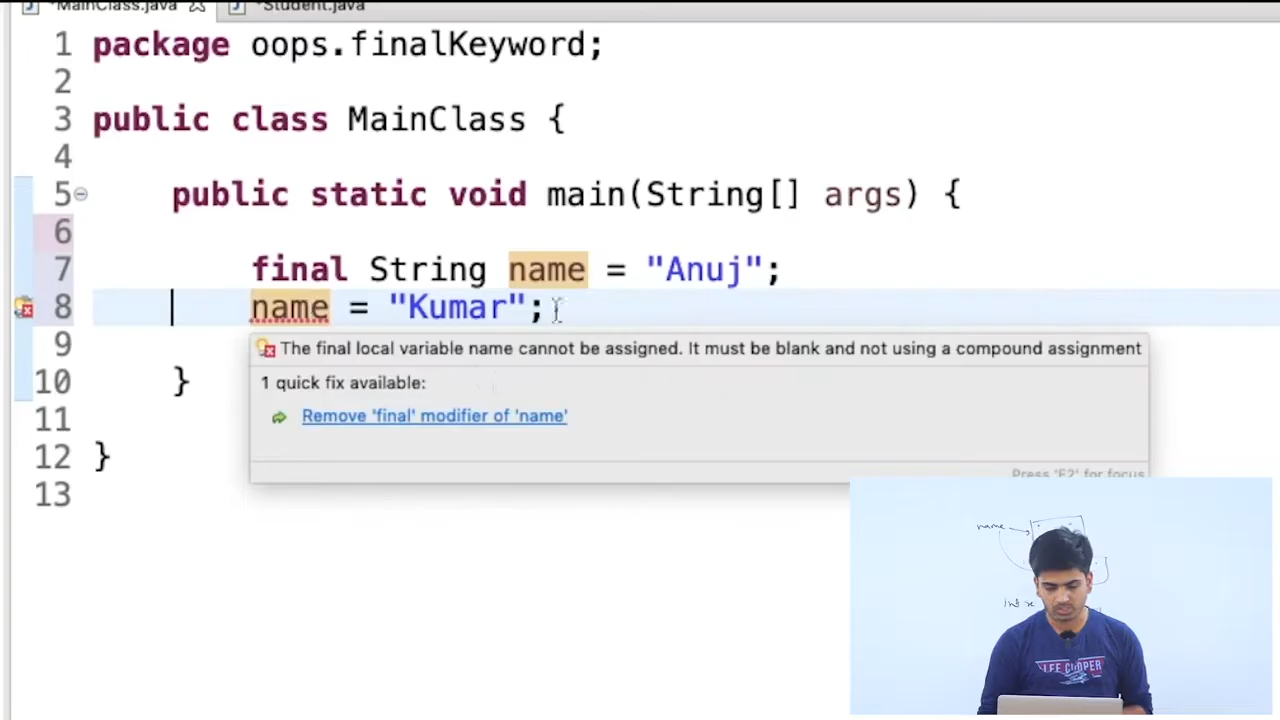 *MainClass.java
*Student.java
1 package oops.finalKeyword;
2
3 public class MainClass {
4
5 public static void main(String[] args) {
6
7 final String name = "Anuj";
8 name = "Kumar";
The final local variable name cannot be assigned. It must be blank and not using a compound assignment
9
1 quick fix available:
10 }
Remove 'final' modifier of 'name'
11
12 }
Press 'F2' for focus
13
name
int x
LEE COOPER